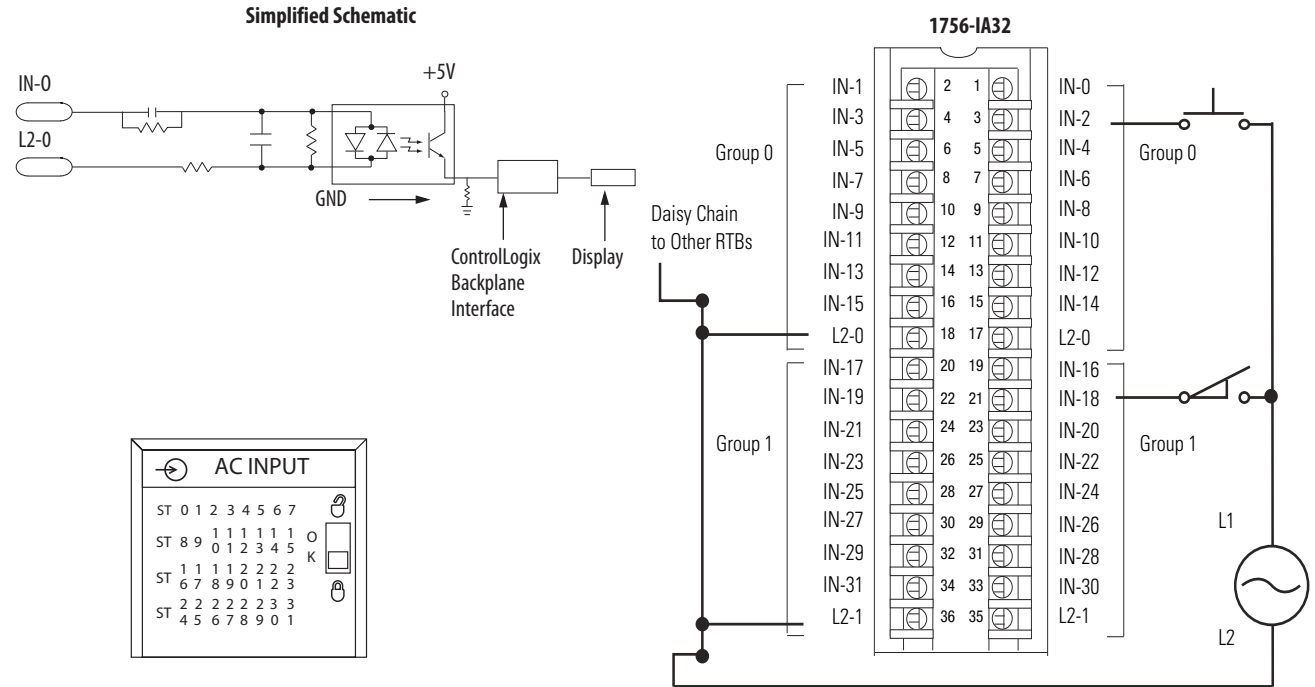 Simplified Schematic
IN-0
L2-0
+5V
GND
ControlLogix
Backplane
Interface
Display
AC INPUT
ST 0 1 2 3 4 5 6 7
ST 8 9 10 11 12 13 14 15
ST 16 17 18 19 20 21 22 23
ST 24 25 26 27 28 29 30 31
O
K
1756-IA32
Daisy Chain
to Other RTBs
Group 0
Group 1
IN-1 2 1 IN-0
IN-3 4 3 IN-2
IN-5 6 5 IN-4
IN-7 8 7 IN-6
IN-9 10 9 IN-8
IN-11 12 11 IN-10
IN-13 14 13 IN-12
IN-15 16 15 IN-14
L2-0 18 17 L2-0
IN-17 20 19 IN-16
IN-19 22 21 IN-18
IN-21 24 23 IN-20
IN-23 26 25 IN-22
IN-25 28 27 IN-24
IN-27 30 29 IN-26
IN-29 32 31 IN-28
IN-31 34 33 IN-30
L2-1 36 35 L2-1
Group 0
Group 1
L1
L2